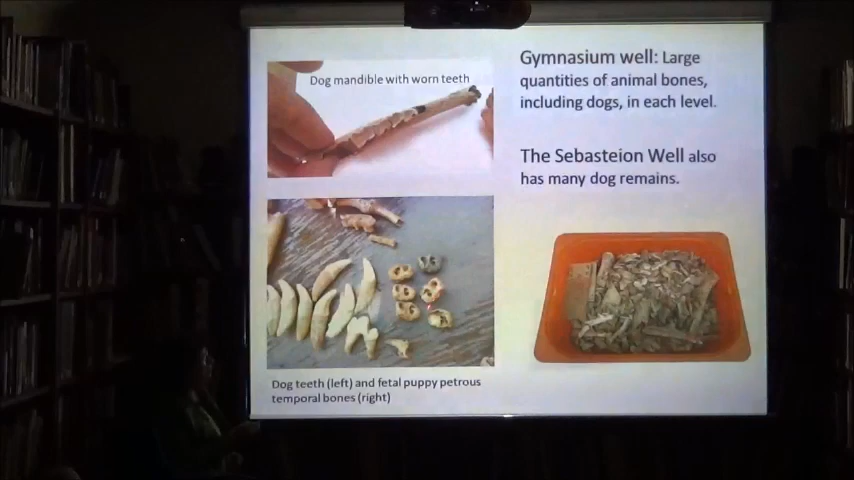 Dog mandible with worn teeth
Gymnasium well: Large
quantities of animal bones,
including dogs, in each level.
The Sebasteion Well also
has many dog remains.
Dog teeth (left) and fetal puppy petrous
temporal bones (right)